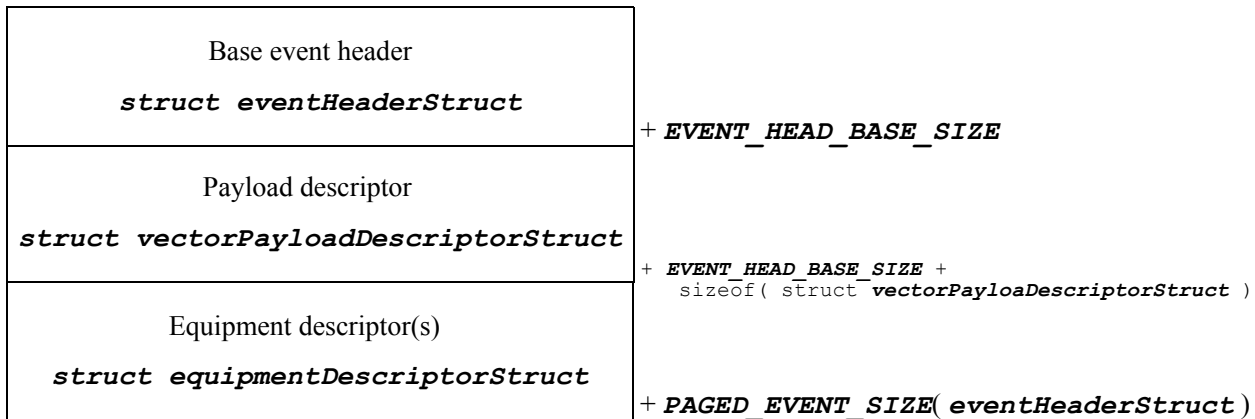 Base event header
struct eventHeaderStruct
+ EVENT_HEAD_BASE_SIZE
Payload descriptor
struct vectorPayloadDescriptorStruct
+ EVENT_HEAD_BASE_SIZE +
sizeof( struct vectorPayloaDescriptorStruct )
Equipment descriptor(s)
struct equipmentDescriptorStruct
+ PAGED_EVENT_SIZE( eventHeaderStruct )